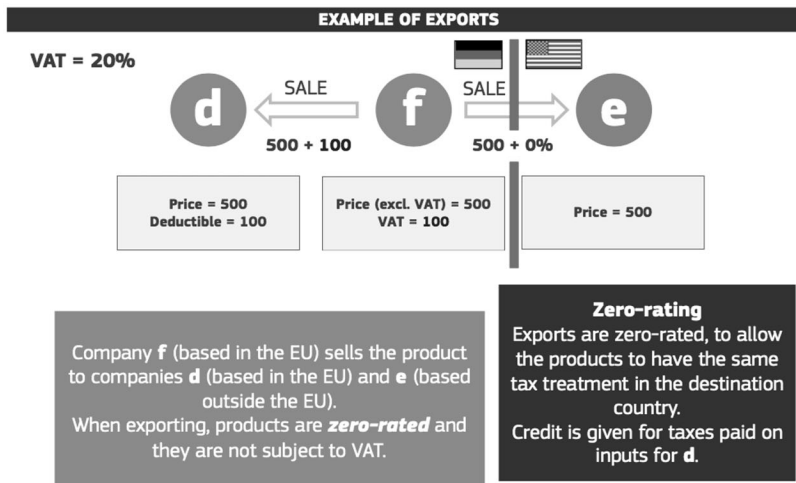 EXAMPLE OF EXPORTS
VAT = 20%
d
SALE
500 + 100
f
SALE
500 + 0%
e
Price = 500
Deductible = 100
Price (excl. VAT) = 500
VAT = 100
Price = 500
Company f (based in the EU) sells the product
to companies d (based in the EU) and e (based
outside the EU).
When exporting, products are zero-rated and
they are not subject to VAT.
Zero-rating
Exports are zero-rated, to allow
the products to have the same
tax treatment in the destination
country.
Credit is given for taxes paid on
inputs for d.